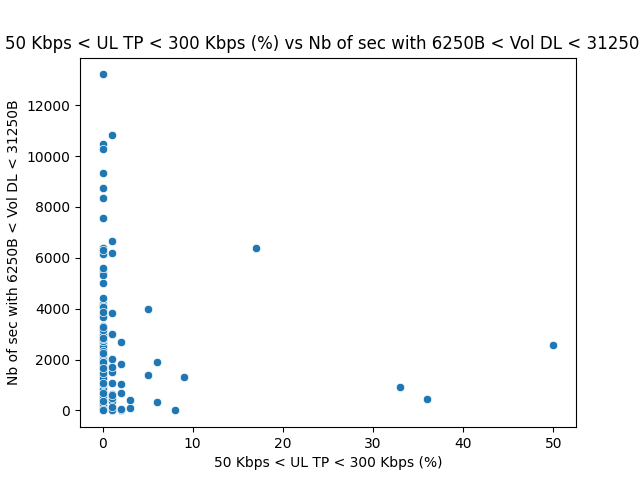 50 Kbps < UL TP < 300 Kbps (%) vs Nb of sec with 6250B < Vol DL < 31250
Nb of sec with 6250B < Vol DL < 31250B
12000
10000
8000
6000
4000
2000
0
0 10 20 30 40 50
50 Kbps < UL TP < 300 Kbps (%)